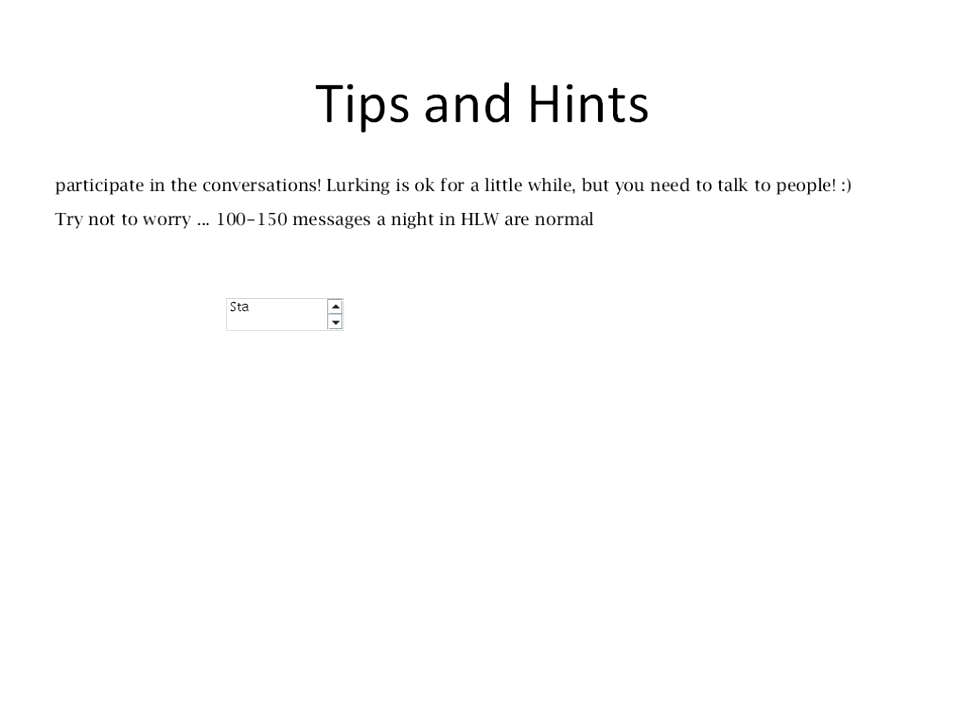 Tips and Hints
participate in the conversations! Lurking is ok for a little while, but you need to talk to people! :)
Try not to worry ... 100-150 messages a night in HLW are normal
Sta